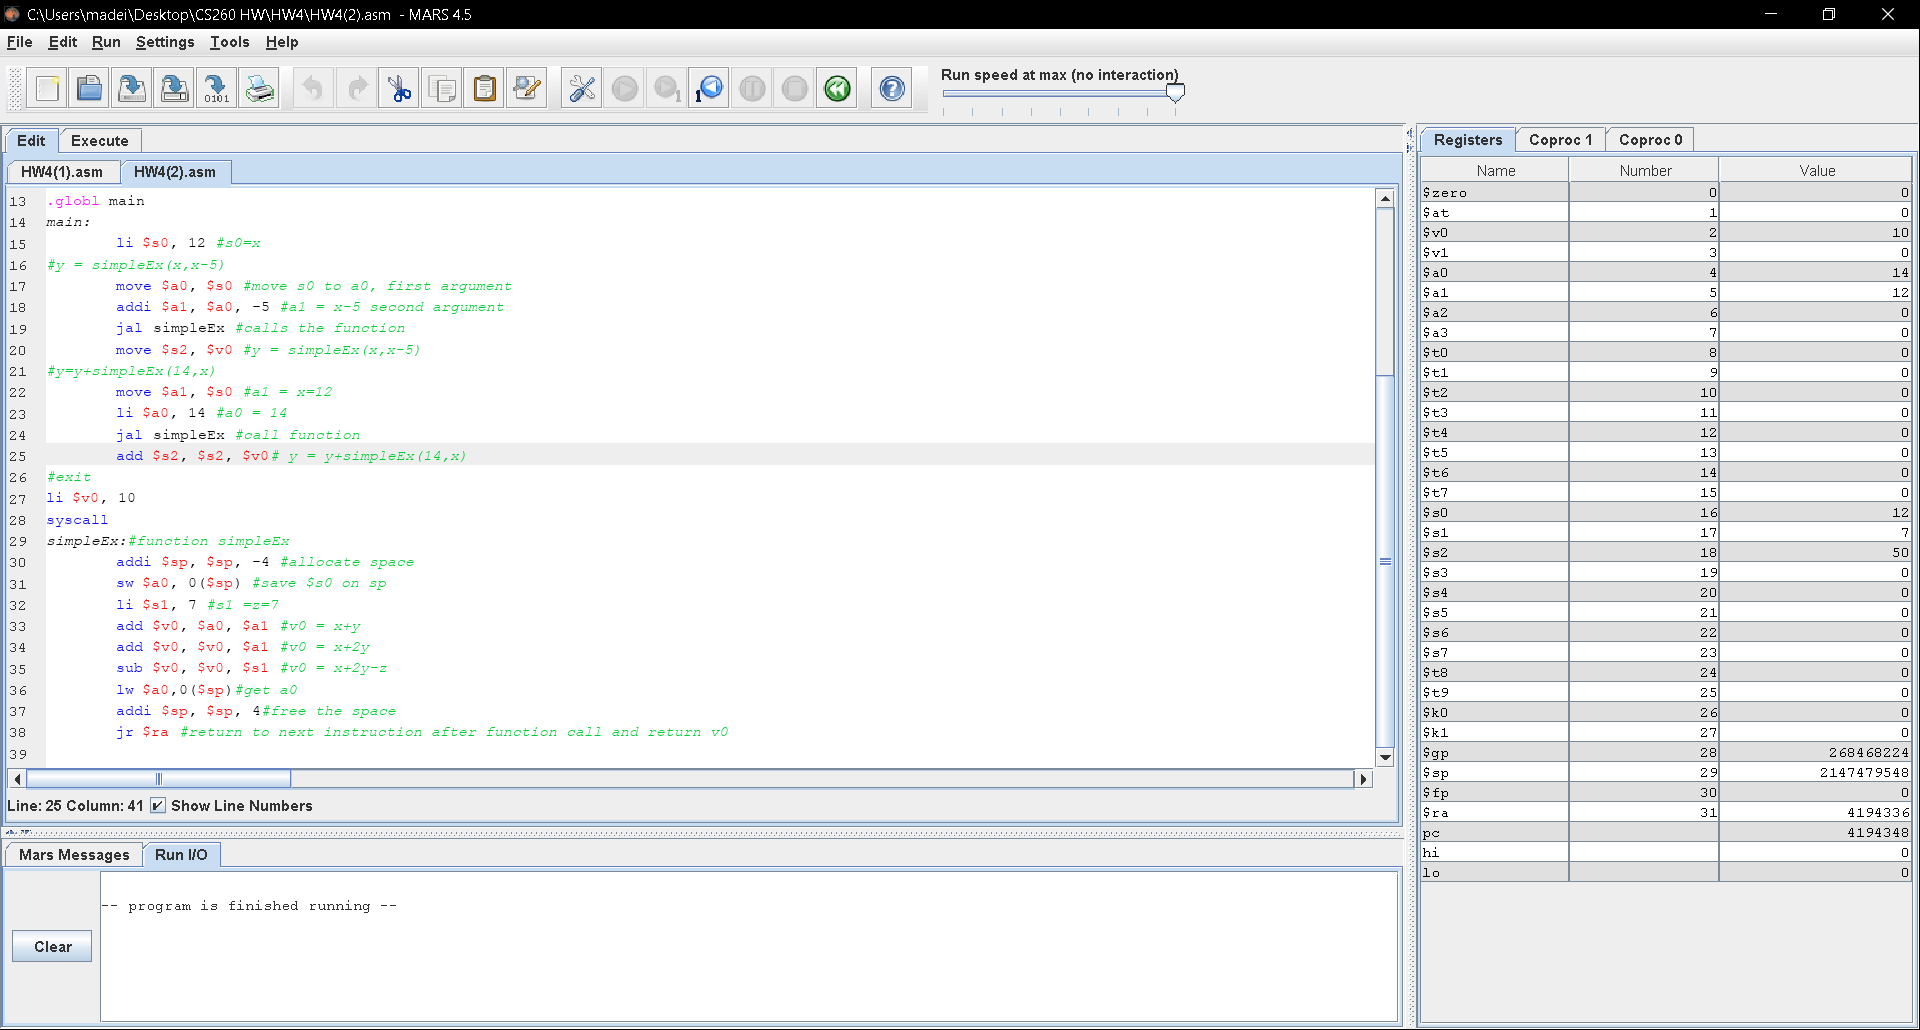 C:\Users\madei\Desktop\CS260 HW\HW4\HW4(2).asm - MARS 4.5
File Edit Run Settings Tools Help
Run speed at max (no interaction)
0101
1
1
Edit Execute
HW4(1).asm HW4(2).asm
13 .globl main
14 main:
15 li $s0, 12 #s0=x
16 #y = simpleEx(x,x-5)
17 move $a0, $s0 #move s0 to a0, first argument
18 addi $a1, $a0, -5 #a1 = x-5 second argument
19 jal simpleEx #calls the function
20 move $s2, $v0 #y = simpleEx(x,x-5)
21 #y=y+simpleEx(14,x)
22 move $a1, $s0 #a1 = x=12
23 li $a0, 14 #a0 = 14
24 jal simpleEx #call function
25 add $s2, $s2, $v0# y = y+simpleEx(14,x)
26 #exit
27 li $v0, 10
28 syscall
29 simpleEx:#function simpleEx
30 addi $sp, $sp, -4 #allocate space
31 sw $a0, 0($sp) #save $s0 on sp
32 li $s1, 7 #s1 =z=7
33 add $v0, $a0, $a1 #v0 = x+y
34 add $v0, $v0, $a1 #v0 = x+2y
35 sub $v0, $v0, $s1 #v0 = x+2y-z
36 lw $a0,0($sp)#get a0
37 addi $sp, $sp, 4#free the space
38 jr $ra #return to next instruction after function call and return v0
39
Line: 25 Column: 41 Show Line Numbers
Mars Messages Run I/O
-- program is finished running --
Clear
Registers Coproc 1 Coproc 0
Name Number Value
$zero 0 0
$at 1 0
$v0 2 10
$v1 3 0
$a0 4 14
$a1 5 12
$a2 6 0
$a3 7 0
$t0 8 0
$t1 9 0
$t2 10 0
$t3 11 0
$t4 12 0
$t5 13 0
$t6 14 0
$t7 15 0
$s0 16 12
$s1 17 7
$s2 18 50
$s3 19 0
$s4 20 0
$s5 21 0
$s6 22 0
$s7 23 0
$t8 24 0
$t9 25 0
$k0 26 0
$k1 27 0
$gp 28 268468224
$sp 29 2147479548
$fp 30 0
$ra 31 4194336
pc 4194348
hi 0
lo 0